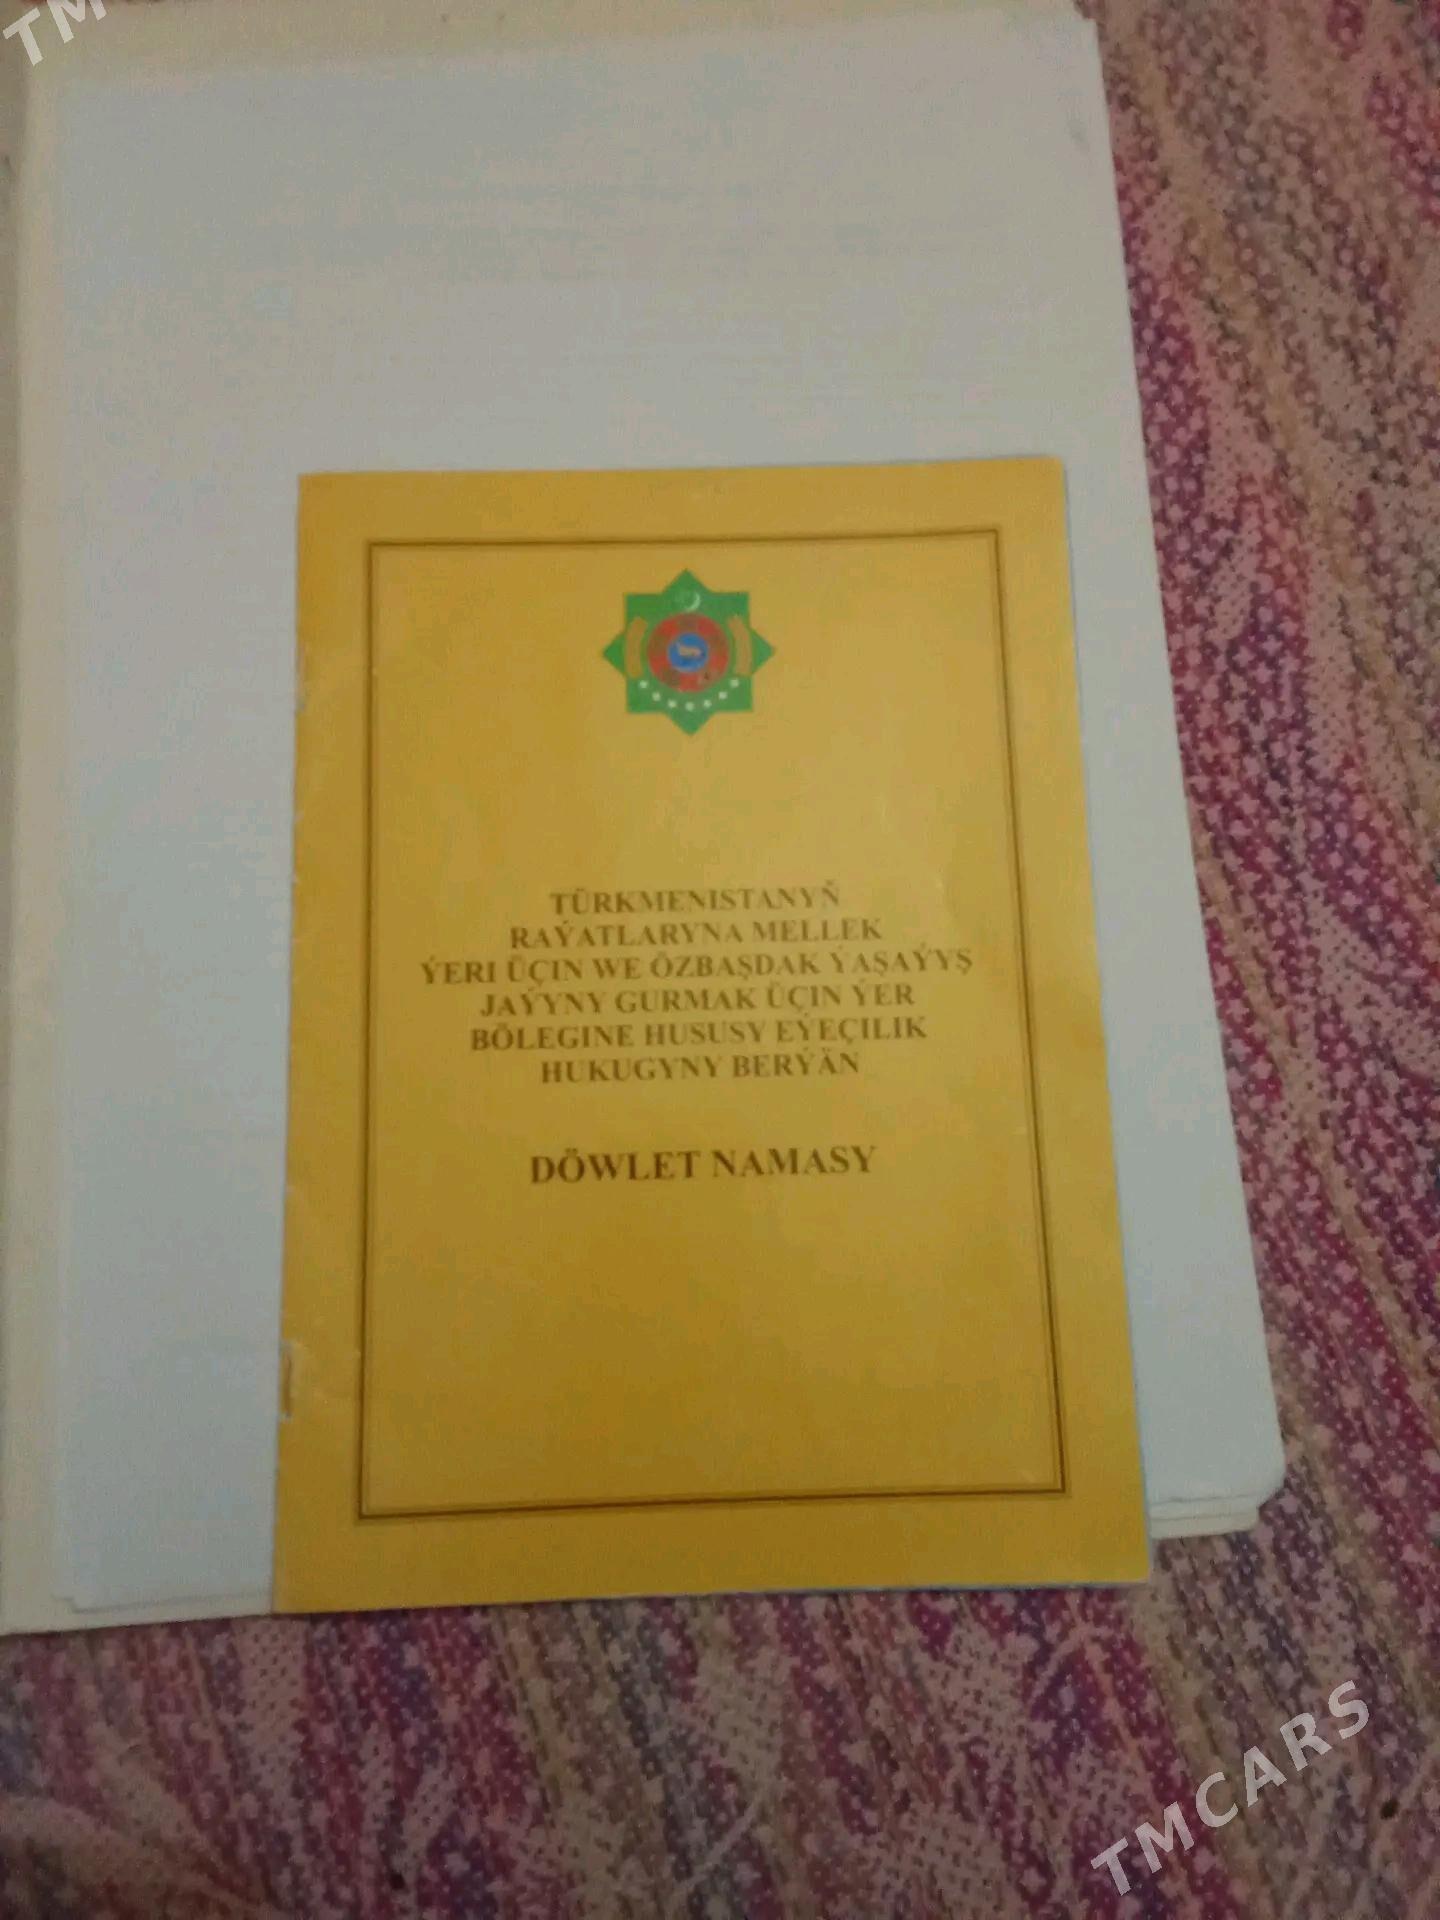 TM
TÜRKMENISTANYŇ
RAÝATLARYNA MELLEK
ÝERI ÜÇIN WE ÖZBAŞDAK ÝAŞAÝYŞ
JAÝYNY GURMAK ÜÇIN ÝER
BÖLEGINE HUSUSY EÝEÇILIK
HUKUGYNY BERÝÄN
DÖWLET NAMASY
TMCARS